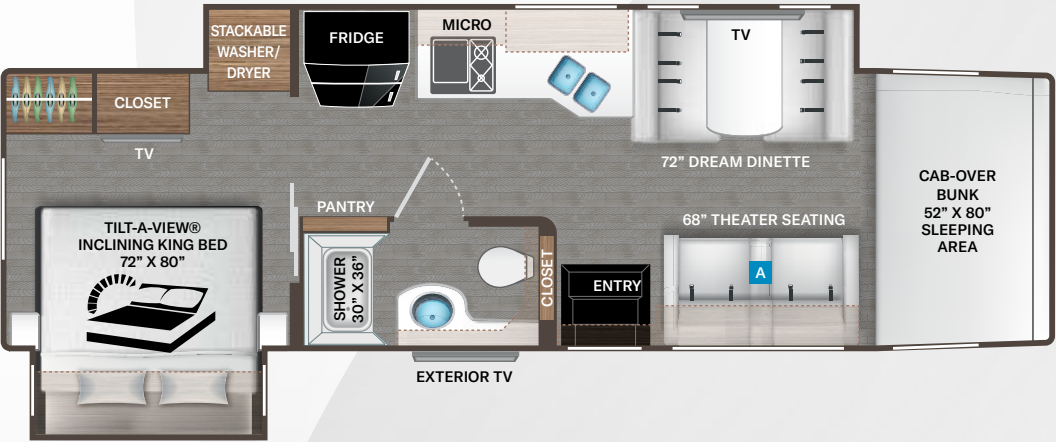 STACKABLE
WASHER/
DRYER
FRIDGE
MICRO
TV
CLOSET
TV
72” DREAM DINETTE
CAB-OVER
BUNK
52” X 80”
SLEEPING
AREA
TILT-A-VIEW®
INCLINING KING BED
72” X 80”
PANTRY
68” THEATER SEATING
SHOWER
30” X 36”
CLOSET
ENTRY
A
EXTERIOR TV